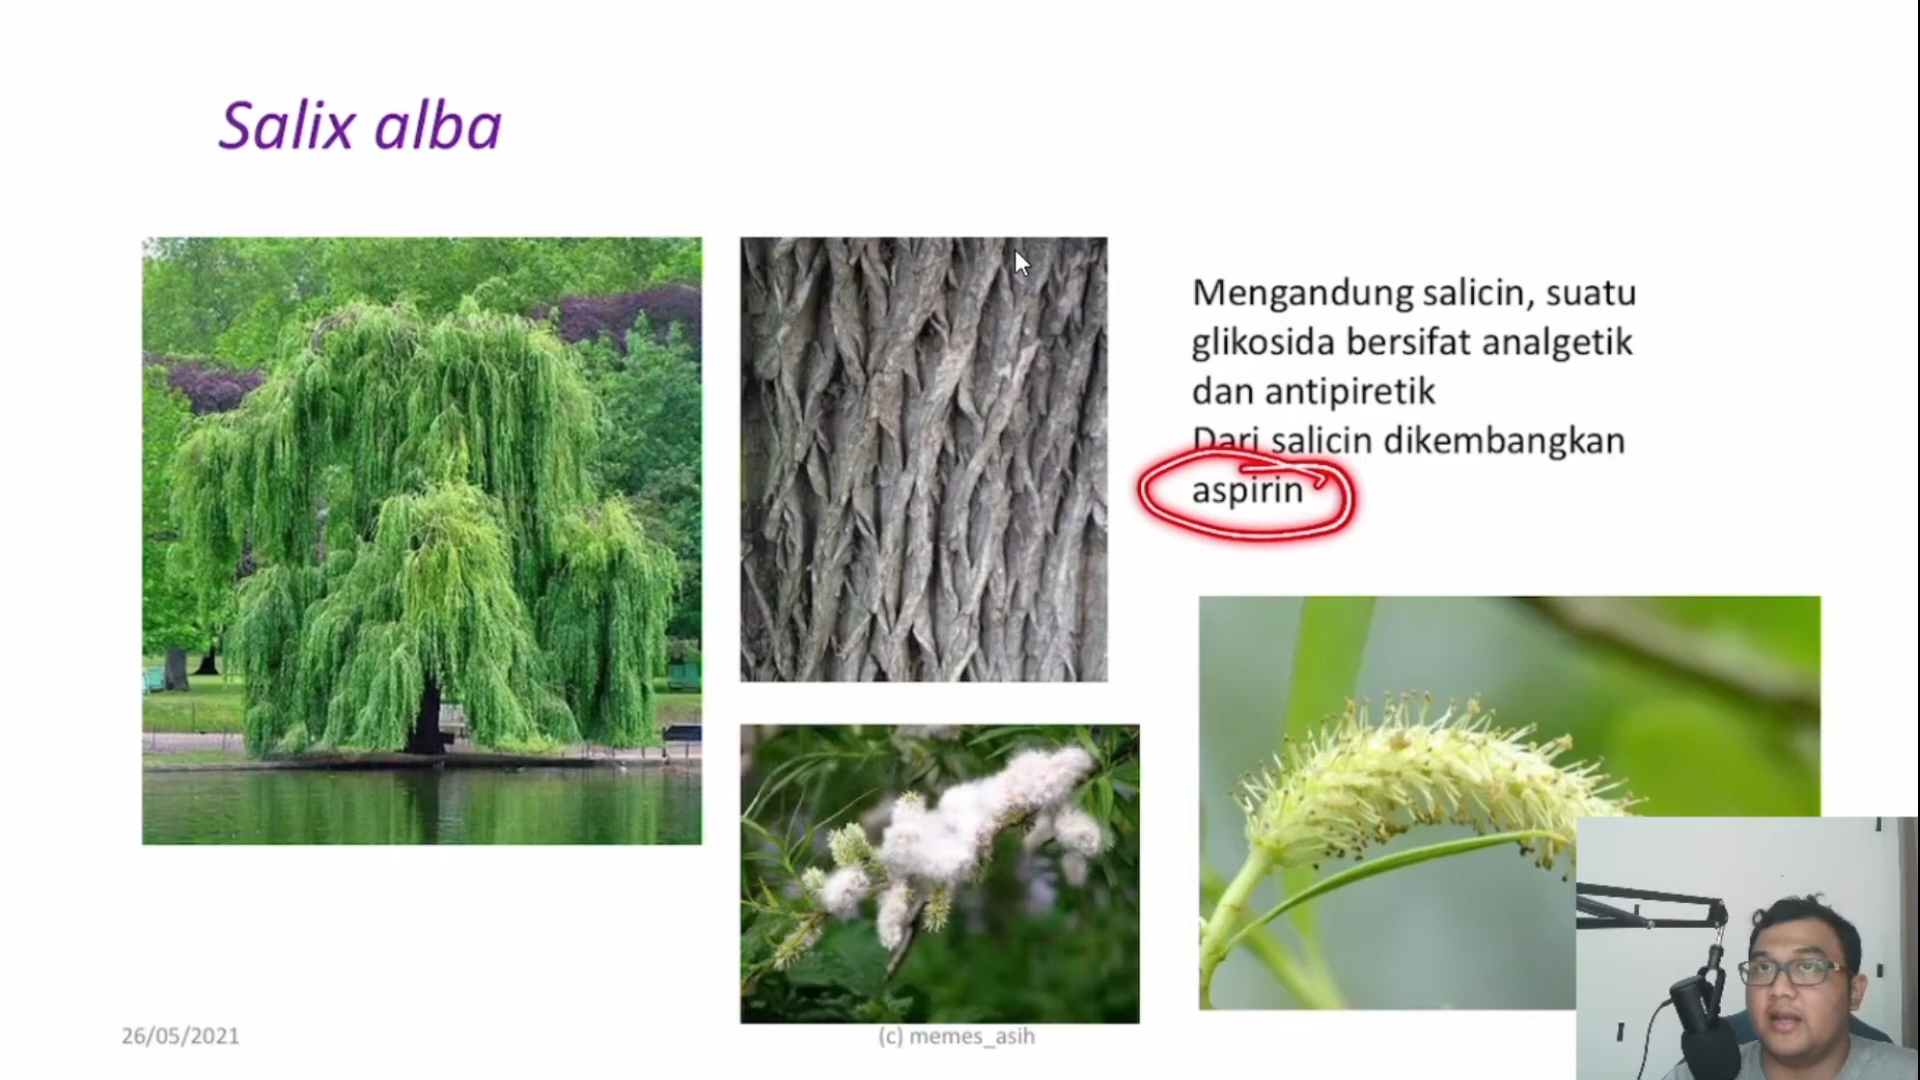 Salix alba
Mengandung salicin, suatu
glikosida bersifat analgetik
dan antipiretik
Dari salicin dikembangkan
aspirin
26/05/2021
(c) memes_asih